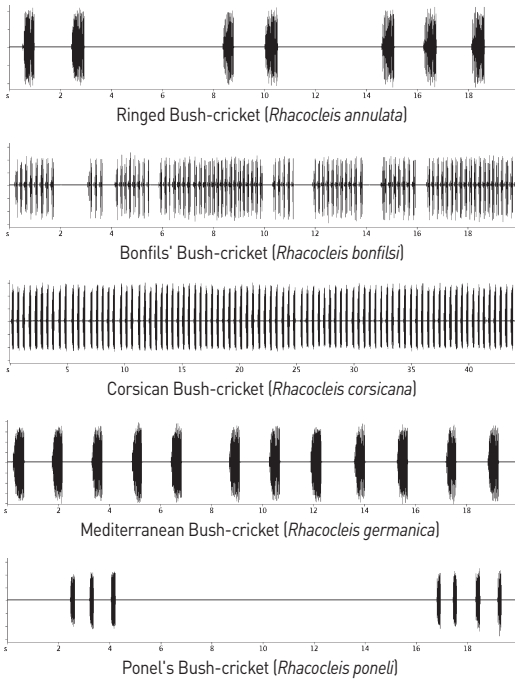 s 2 4 6 8 10 12 14 16 18
Ringed Bush-cricket (Rhacocleis annulata)
s 2 4 6 8 10 12 14 16 18
Bonfils' Bush-cricket (Rhacocleis bonfilsi)
s 5 10 15 20 25 30 35 40
Corsican Bush-cricket (Rhacocleis corsicana)
s 2 4 6 8 10 12 14 16 18
Mediterranean Bush-cricket (Rhacocleis germanica)
s 2 4 6 8 10 12 14 16 18
Ponel's Bush-cricket (Rhacocleis poneli)